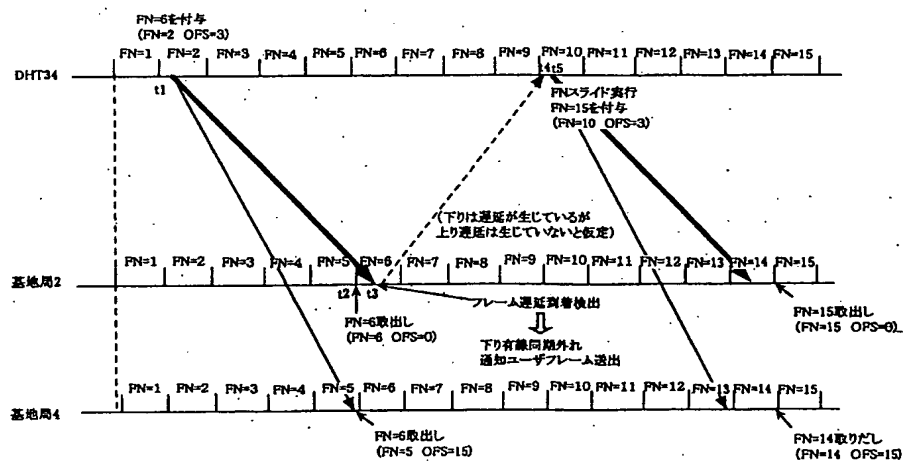 FN=6を付与
(FN=2 OFS=3)
FN=1 FN=2 FN=3 FN=4 FN=5 FN=6 FN=7 FN=8 FN=9 FN=10 FN=11 FN=12 FN=13 FN=14 FN=15
DHT34
t1
t4 t5
FNスライド実行
FN=15を付与
(FN=10 OFS=3)
(下りは遅延が生じているが
上り遅延は生じていないと仮定)
FN=1 FN=2 FN=3 FN=4 FN=5 FN=6 FN=7 FN=8 FN=9 FN=10 FN=11 FN=12 FN=13 FN=14 FN=15
基地局2
t2 t3
フレーム遅延到着検出
FN=6取出し
(FN=6 OFS=0)
FN=15取出し
(FN=15 OFS=0)
下り有線同期外れ
通知ユーザフレーム送出
FN=1 FN=2 FN=3 FN=4 FN=5 FN=6 FN=7 FN=8 FN=9 FN=10 FN=11 FN=12 FN=13 FN=14 FN=15
基地局4
FN=6取出し
(FN=5 OFS=15)
FN=14取りだし
(FN=14 OFS=15)